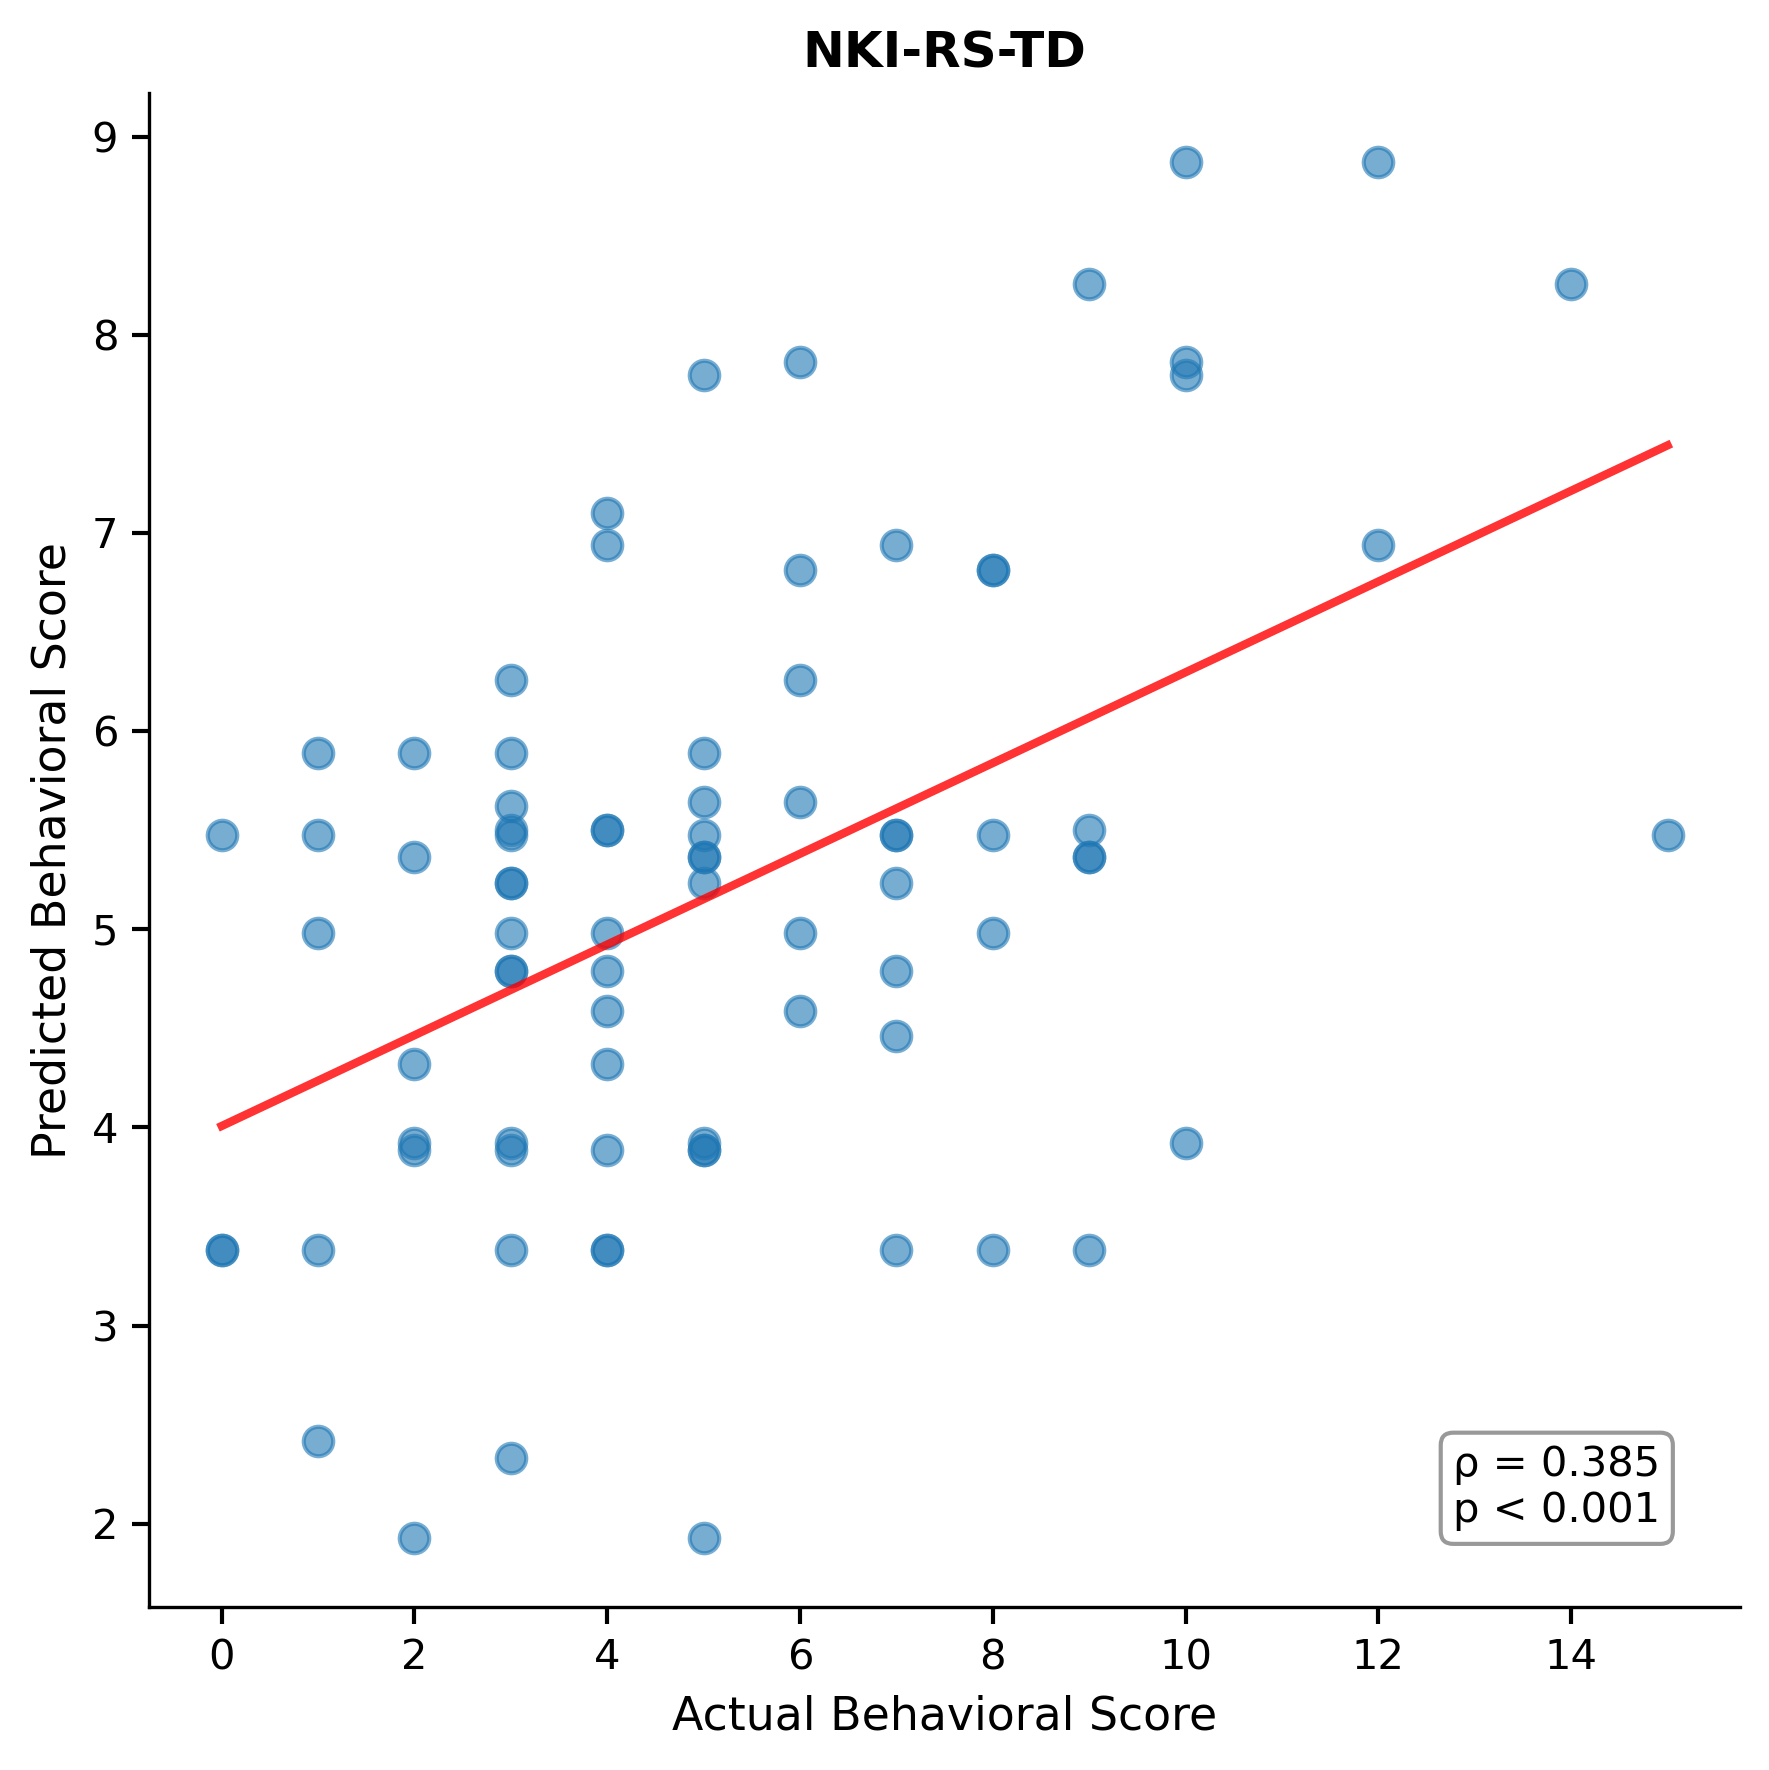 NKI-RS-TD
Predicted Behavioral Score
9
8
7
6
5
4
3
2
ρ = 0.385
p < 0.001
0 2 4 6 8 10 12 14
Actual Behavioral Score